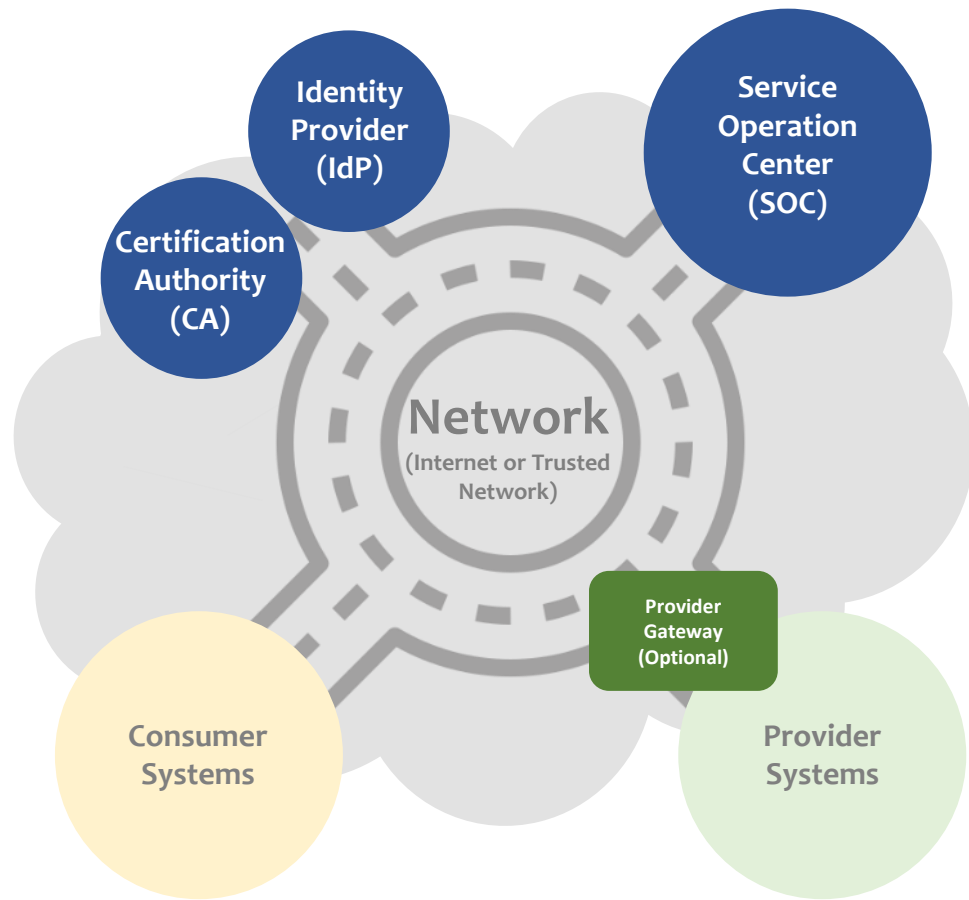 Identity
Provider
(IdP)
Service
Operation
Center
(SOC)
Certification
Authority
(CA)
Network
(Internet or Trusted
Network)
Provider
Gateway
(Optional)
Consumer
Systems
Provider
Systems